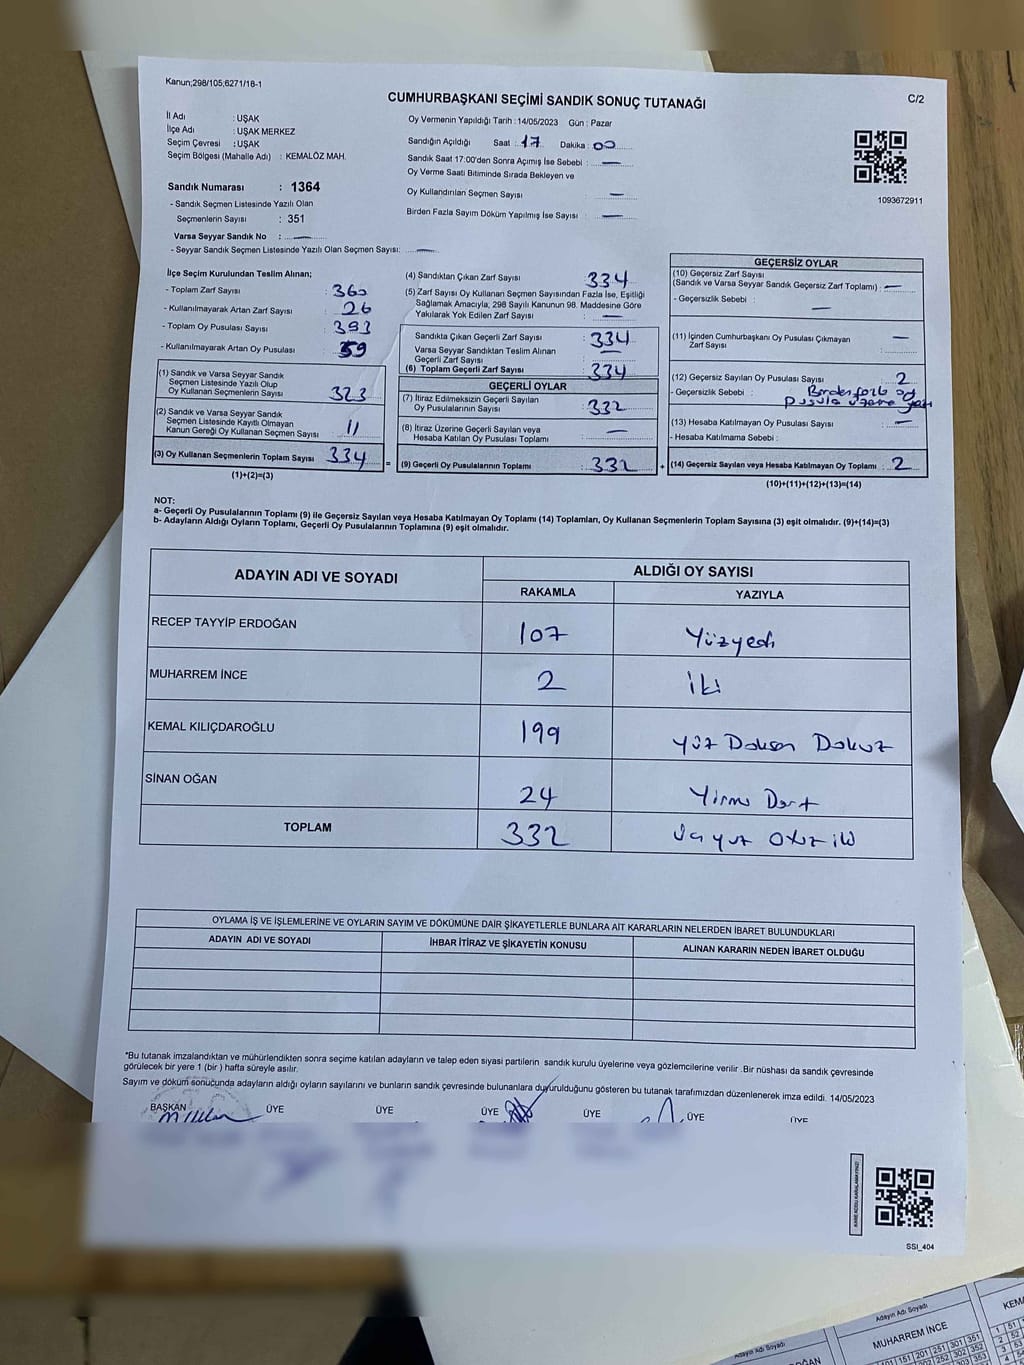 Kanun;298/105,6271/18-1
CUMHURBAŞKANI SEÇİMİ SANDIK SONUÇ TUTANAĞI
C/2
İl Adı : UŞAK
İlçe Adı : UŞAK MERKEZ
Seçim Çevresi : UŞAK
Seçim Bölgesi (Mahalle Adı) : KEMALÖZ MAH.
Sandık Numarası : 1364
- Sandık Seçmen Listesinde Yazılı Olan
Seçmenlerin Sayısı : 351
Varsa Seyyar Sandık No : —
- Seyyar Sandık Seçmen Listesinde Yazılı Olan Seçmen Sayısı: —
Oy Vermenin Yapıldığı Tarih : 14/05/2023 Gün : Pazar
Sandığın Açıldığı Saat : 17 Dakika : 00
Sandık Saat 17:00'den Sonra Açımış İse Sebebi : —
Oy Verme Saati Bitiminde Sırada Bekleyen ve
Oy Kullandırılan Seçmen Sayısı —
Birden Fazla Sayım Döküm Yapılmış İse Sayısı : —
1093672911
İlçe Seçim Kurulundan Teslim Alınan;
- Toplam Zarf Sayısı : 360
- Kullanılmayarak Artan Zarf Sayısı : 26
- Toplam Oy Pusulası Sayısı : 393
- Kullanılmayarak Artan Oy Pusulası : 59
(1) Sandık ve Varsa Seyyar Sandık
Seçmen Listesinde Yazılı Olup
Oy Kullanan Seçmenlerin Sayısı : 323
(2) Sandık ve Varsa Seyyar Sandık
Seçmen Listesinde Kayıtlı Olmayan
Kanun Gereği Oy Kullanan Seçmen Sayısı : 11
(3) Oy Kullanan Seçmenlerin Toplam Sayısı : 334
(1)+(2)=(3)
(4) Sandıktan Çıkan Zarf Sayısı : 334
(5) Zarf Sayısı Oy Kullanan Seçmen Sayısından Fazla İse, Eşitliği
Sağlamak Amacıyla, 298 Sayılı Kanunun 98. Maddesine Göre
Yakılarak Yok Edilen Zarf Sayısı : —
Sandıkta Çıkan Geçerli Zarf Sayısı : 334
Varsa Seyyar Sandıktan Teslim Alınan
Geçerli Zarf Sayısı : —
(6) Toplam Geçerli Zarf Sayısı : 334
GEÇERLİ OYLAR
(7) İtiraz Edilmeksizin Geçerli Sayılan
Oy Pusulalarının Sayısı : 332
(8) İtiraz Üzerine Geçerli Sayılan veya
Hesaba Katılan Oy Pusulası Toplamı : —
= (9) Geçerli Oy Pusulalarının Toplamı : 332
GEÇERSİZ OYLAR
(10) Geçersiz Zarf Sayısı
(Sandık ve Varsa Seyyar Sandık Geçersiz Zarf Toplamı) : —
- Geçersizlik Sebebi : —
(11) İçinden Cumhurbaşkanı Oy Pusulası Çıkmayan
Zarf Sayısı : —
(12) Geçersiz Sayılan Oy Pusulası Sayısı : 2
- Geçersizlik Sebebi : Birden fazla oy
pusula üzerine
(13) Hesaba Katılmayan Oy Pusulası Sayısı : —
- Hesaba Katılmama Sebebi :
+ (14) Geçersiz Sayılan veya Hesaba Katılmayan Oy Toplamı : 2
(10)+(11)+(12)+(13)=(14)
NOT:
a- Geçerli Oy Pusulalarının Toplamı (9) ile Geçersiz Sayılan veya Hesaba Katılmayan Oy Toplamı (14) Toplamları, Oy Kullanan Seçmenlerin Toplam Sayısına (3) eşit olmalıdır. (9)+(14)=(3)
b- Adayların Aldığı Oyların Toplamı, Geçerli Oy Pusulalarının Toplamına (9) eşit olmalıdır.
ADAYIN ADI VE SOYADI
ALDIĞI OY SAYISI
RAKAMLA YAZIYLA
RECEP TAYYİP ERDOĞAN 107 Yüzyedi
MUHARREM İNCE 2 iki
KEMAL KILIÇDAROĞLU 199 Yüz Doksan Dokuz
SİNAN OĞAN 24 Yirmi Dört
TOPLAM 332 Üçyüz Otuz iki
OYLAMA İŞ VE İŞLEMLERİNE VE OYLARIN SAYIM VE DÖKÜMÜNE DAİR ŞİKAYETLERLE BUNLARA AİT KARARLARIN NELERDEN İBARET BULUNDUKLARI
ADAYIN ADI VE SOYADI İHBAR İTİRAZ VE ŞİKAYETİN KONUSU ALINAN KARARIN NEDEN İBARET OLDUĞU
*Bu tutanak imzalandıktan ve mühürlendikten sonra seçime katılan adayların ve talep eden siyasi partilerin sandık kurulu üyelerine veya gözlemcilerine verilir .Bir nüshası da sandık çevresinde
görülecek bir yere 1 (bir ) hafta süreyle asılır.
Sayım ve döküm sonucunda adayların aldığı oyların sayılarını ve bunların sandık çevresinde bulunanlara duyurulduğunu gösteren bu tutanak tarafımızdan düzenlenerek imza edildi. 14/05/2023
BAŞKAN ÜYE ÜYE ÜYE ÜYE ÜYE ÜYE
SSI_404
Adayın Adı Soyadı
Adayın Adı Soyadı
MUHARREM İNCE
101 151 201 251 301 351
202 252 302 352